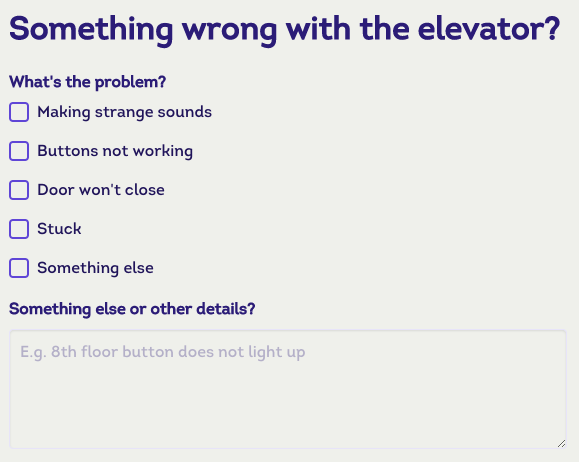 Something wrong with the elevator?
What's the problem?
Making strange sounds
Buttons not working
Door won't close
Stuck
Something else
Something else or other details?
E.g. 8th floor button does not light up